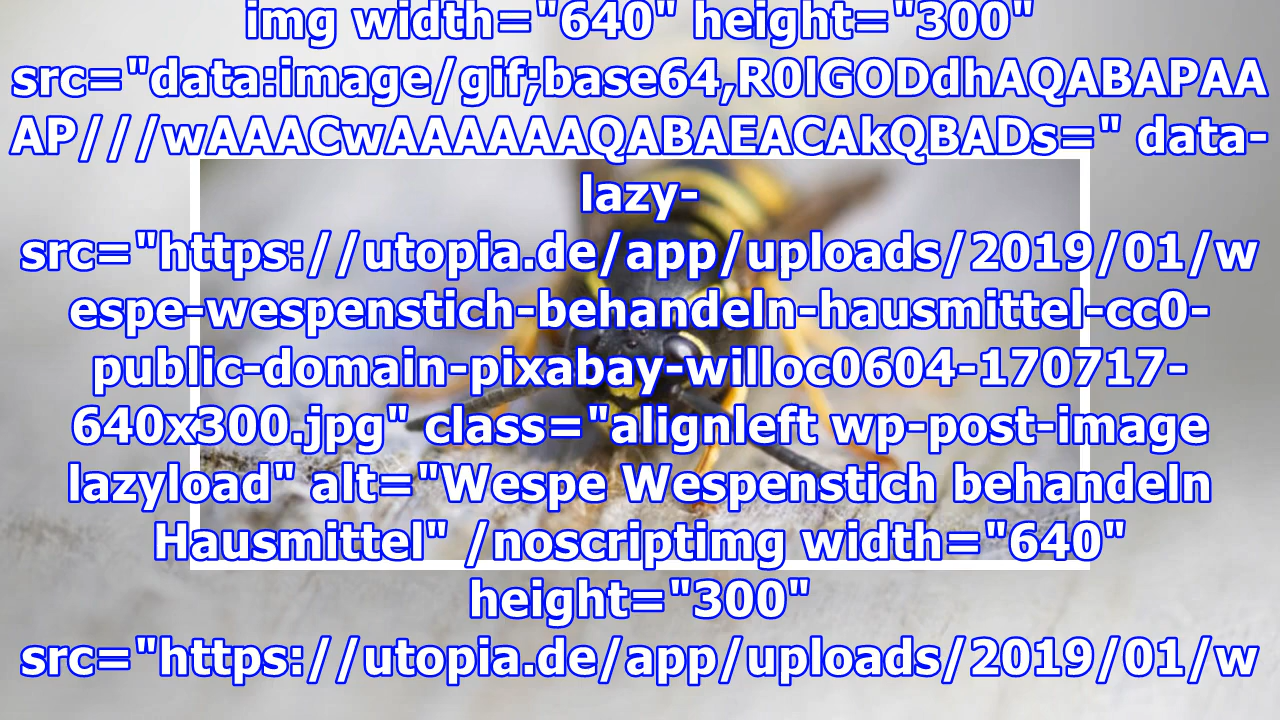 img width="640" height="300"
src="data:image/gif;base64,R0lGODdhAQABAPAA
AP///wAAACwAAAAAAQABAEACAkQBADs=" data-
lazy-
src="https://utopia.de/app/uploads/2019/01/w
espe-wespenstich-behandeln-hausmittel-cc0-
public-domain-pixabay-willoc0604-170717-
640x300.jpg" class="alignleft wp-post-image
lazyload" alt="Wespe Wespenstich behandeln
Hausmittel" /noscriptimg width="640"
height="300"
src="https://utopia.de/app/uploads/2019/01/w